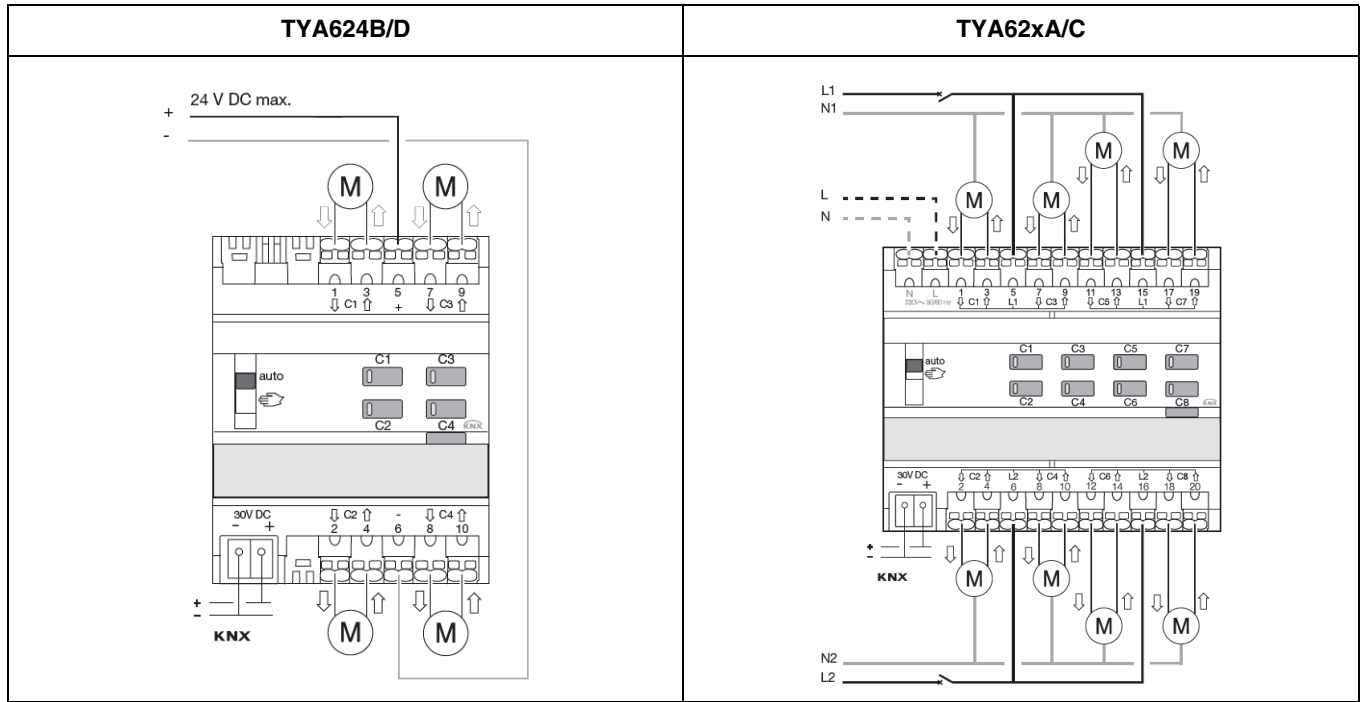 TYA624B/D
24 V DC max.
+
-
M M
1 3 5 7 9
C1 + C3
auto
C1 C3
C2 C4 KNX
30V DC
- +
C2 - C4
2 4 6 8 10
+
-
KNX
M M
TYA62xA/C
L1
N1
M M
M M
L
N
N L 1 3 5 7 9 11 13 15 17 19
230V~ 50/60 Hz C1 L1 C3 C5 L1 C7
auto
C1 C3 C5 C7
C2 C4 C6 C8 KNX
30V DC
- +
C2 L2 C4 C6 L2 C8
2 4 6 8 10 12 14 16 18 20
+
-
KNX
M M
M M
N2
L2